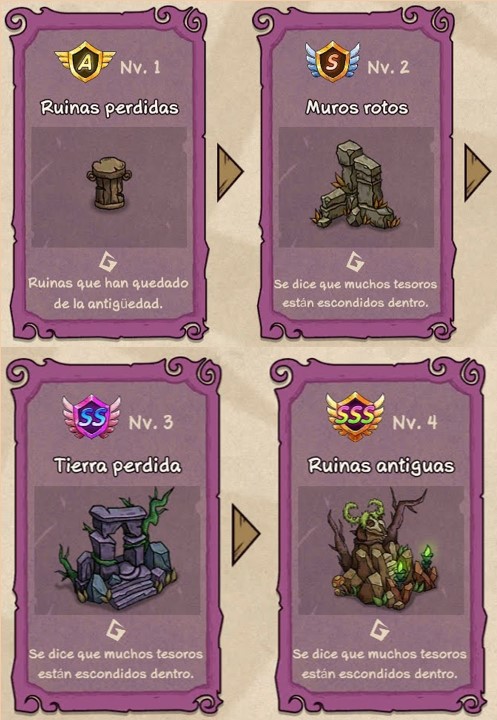 A Nv. 1
Ruinas perdidas
Ruinas que han quedado
de la antigüedad.
S Nv. 2
Muros rotos
Se dice que muchos tesoros
están escondidos dentro.
SS Nv. 3
Tierra perdida
Se dice que muchos tesoros
están escondidos dentro.
SSS Nv. 4
Ruinas antiguas
Se dice que muchos tesoros
están escondidos dentro.